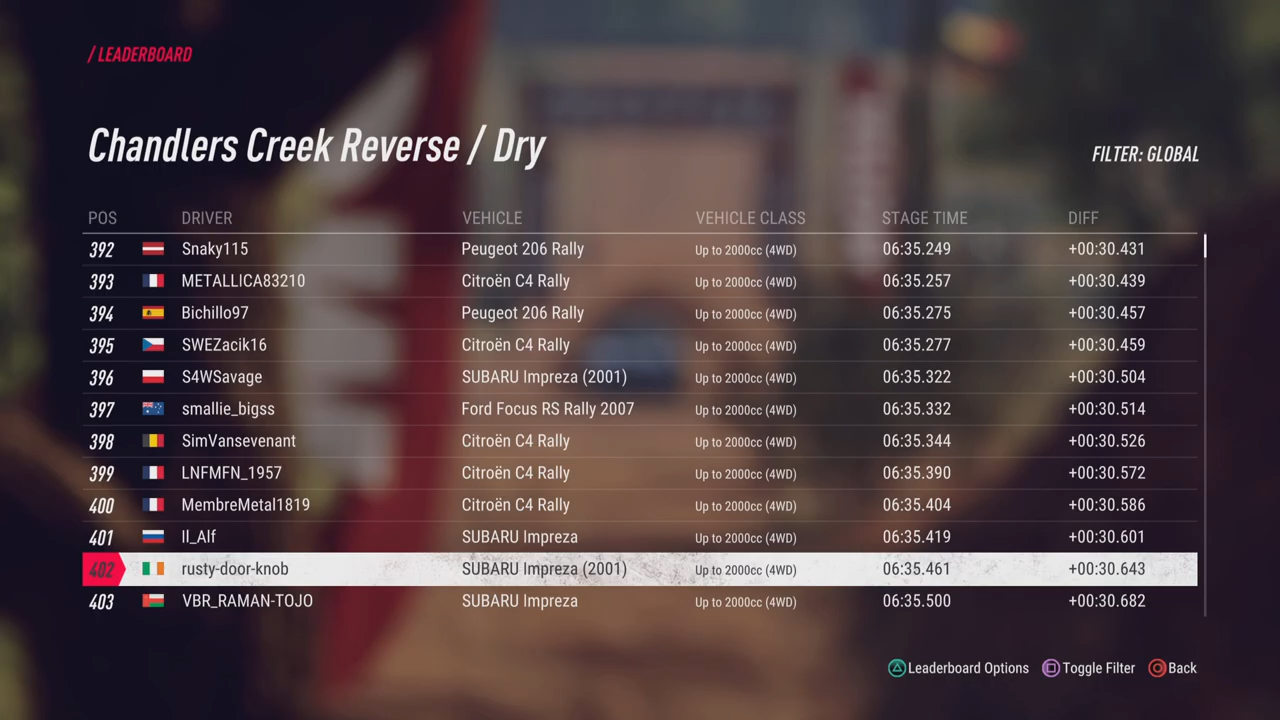 / LEADERBOARD
Chandlers Creek Reverse / Dry
FILTER: GLOBAL
POS DRIVER VEHICLE VEHICLE CLASS STAGE TIME DIFF
392 Snaky115 Peugeot 206 Rally Up to 2000cc (4WD) 06:35.249 +00:30.431
393 METALLICA83210 Citroën C4 Rally Up to 2000cc (4WD) 06:35.257 +00:30.439
394 Bichillo97 Peugeot 206 Rally Up to 2000cc (4WD) 06:35.275 +00:30.457
395 SWEZacik16 Citroën C4 Rally Up to 2000cc (4WD) 06:35.277 +00:30.459
396 S4WSavage SUBARU Impreza (2001) Up to 2000cc (4WD) 06:35.322 +00:30.504
397 smallie_bigss Ford Focus RS Rally 2007 Up to 2000cc (4WD) 06:35.332 +00:30.514
398 SimVansevenant Citroën C4 Rally Up to 2000cc (4WD) 06:35.344 +00:30.526
399 LNFMFN_1957 Citroën C4 Rally Up to 2000cc (4WD) 06:35.390 +00:30.572
400 MembreMetal1819 Citroën C4 Rally Up to 2000cc (4WD) 06:35.404 +00:30.586
401 Il_Alf SUBARU Impreza Up to 2000cc (4WD) 06:35.419 +00:30.601
402 rusty-door-knob SUBARU Impreza (2001) Up to 2000cc (4WD) 06:35.461 +00:30.643
403 VBR_RAMAN-TOJO SUBARU Impreza Up to 2000cc (4WD) 06:35.500 +00:30.682
Leaderboard Options Toggle Filter Back